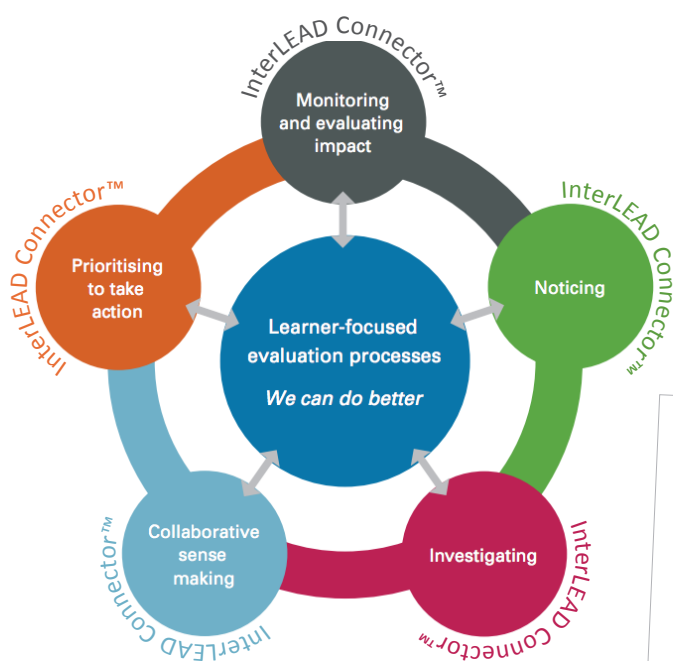 InterLEAD Connector™
Monitoring
and evaluating
impact
InterLEAD Connector™
Noticing
InterLEAD Connector™
Prioritising
to take
action
Learner-focused
evaluation processes
We can do better
InterLEAD Connector™
Collaborative
sense
making
InterLEAD Connector™
Investigating